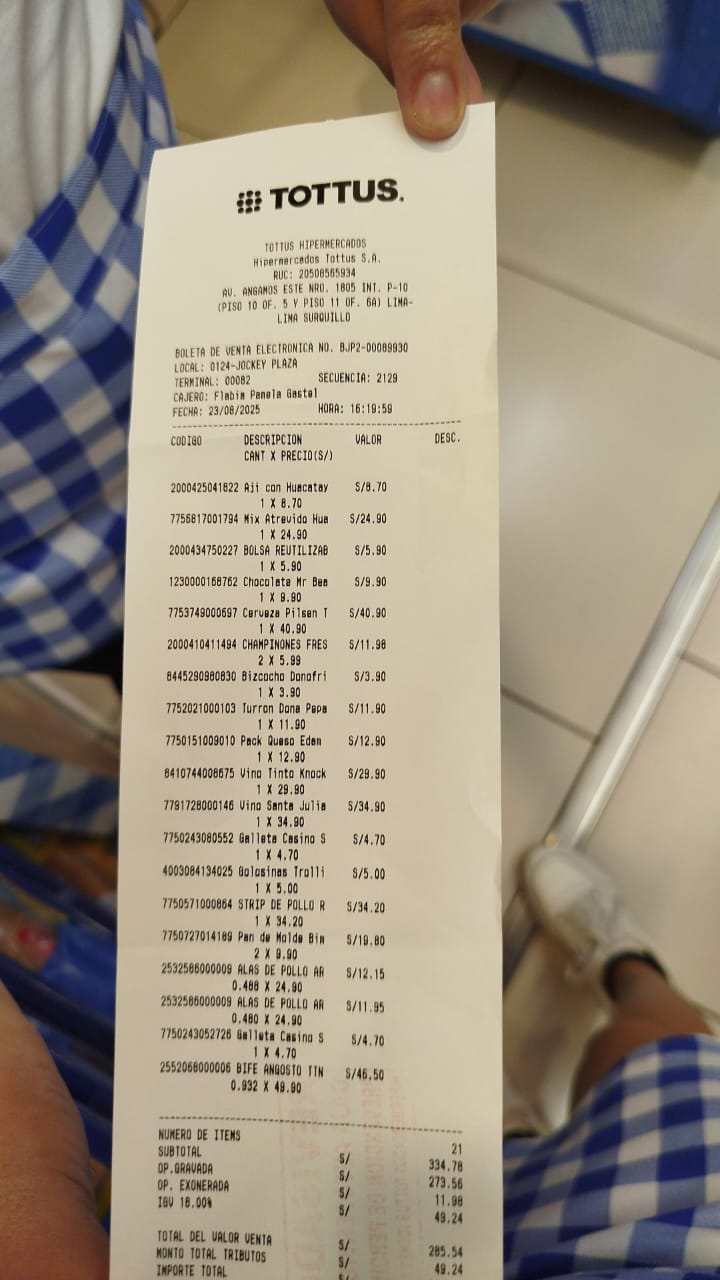 TOTTUS.
TOTTUS HIPERMERCADOS
Hipermercados Tottus S.A.
RUC: 20508565934
AV. ANGAMOS ESTE NRO. 1805 INT. P-10
(PISO 10 OF. 5 Y PISO 11 OF. 6A) LIMA-
LIMA SURQUILLO
BOLETA DE VENTA ELECTRONICA NO. BJP2-00089930
LOCAL: 0124-JOCKEY PLAZA
TERMINAL: 00082 SECUENCIA: 2129
CAJERO: Flabia Pamela Gastel
FECHA: 23/08/2025 HORA: 16:19:59
CODIGO DESCRIPCION VALOR DESC.
CANT X PRECIO(S/)
2000425041822 Aji con Huacatay S/8.70
1 X 8.70
7756817001794 Mix Atrevido Hua S/24.90
1 X 24.90
2000434750227 BOLSA REUTILIZAB S/5.90
1 X 5.90
1230000168762 Chocolate Mr Bea S/9.90
1 X 9.90
7753749000697 Cerveza Pilsen T S/40.90
1 X 40.90
2000410411494 CHAMPINONES FRES S/11.98
2 X 5.99
8445290980830 Bizcocho Donofri S/3.90
1 X 3.90
7752021000103 Turron Dona Pepa S/11.90
1 X 11.90
7750151009010 Pack Queso Edam S/12.90
1 X 12.90
8410744008675 Vino Tinto Knock S/29.90
1 X 29.90
7791728000146 Vino Santa Julia S/34.90
1 X 34.90
7750243080552 Galleta Casino S S/4.70
1 X 4.70
4003084134025 Golosinas Trolli S/5.00
1 X 5.00
7750571000864 STRIP DE POLLO R S/34.20
1 X 34.20
7750727014189 Pan de Molde Bim S/19.80
2 X 9.90
2532586000009 ALAS DE POLLO AR S/12.15
0.488 X 24.90
2532586000009 ALAS DE POLLO AR S/11.95
0.480 X 24.90
7750243052726 Galleta Casino S S/4.70
1 X 4.70
2552068000006 BIFE ANGOSTO TTN S/46.50
0.932 X 49.90
NUMERO DE ITEMS 21
SUBTOTAL S/ 334.78
OP.GRAVADA S/ 273.56
OP. EXONERADA S/ 11.98
IGV 18.00% S/ 49.24
TOTAL DEL VALOR VENTA S/ 285.54
MONTO TOTAL TRIBUTOS S/ 49.24
IMPORTE TOTAL S/